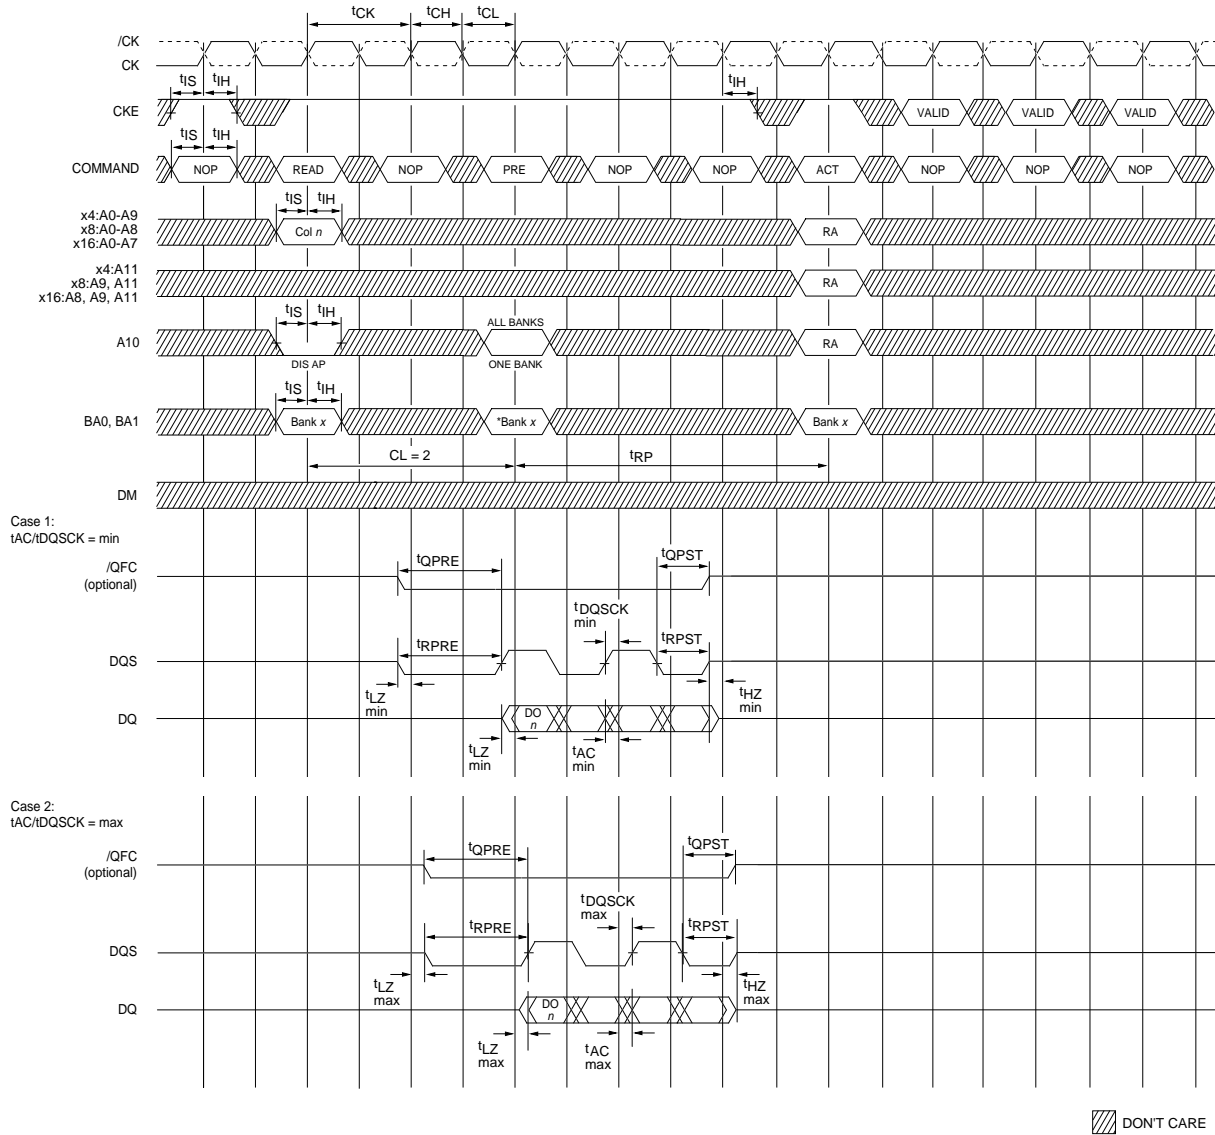 tCK tCH tCL
/CK
CK
tIS tIH tIH
CKE VALID VALID VALID
tIS tIH
COMMAND NOP READ NOP PRE NOP NOP ACT NOP NOP NOP
tIS tIH
x4:A0-A9
x8:A0-A8
x16:A0-A7
Col n RA
x4:A11
x8:A9, A11
x16:A8, A9, A11
RA
tIS tIH ALL BANKS
A10 RA
DIS AP ONE BANK
tIS tIH
BA0, BA1 Bank x *Bank x Bank x
CL = 2 tRP
DM
Case 1:
tAC/tDQSCK = min
tQPRE tQPST
/QFC
(optional)
tDQSCK
min
tRPRE tRPST
DQS
tLZ
min
tHZ
min
DQ DO
n
tLZ
min
tAC
min
Case 2:
tAC/tDQSCK = max
tQPRE tQPST
/QFC
(optional)
tDQSCK
max
tRPRE tRPST
DQS
tLZ
max
tHZ
max
DQ DO
n
tLZ
max
tAC
max
DON'T CARE